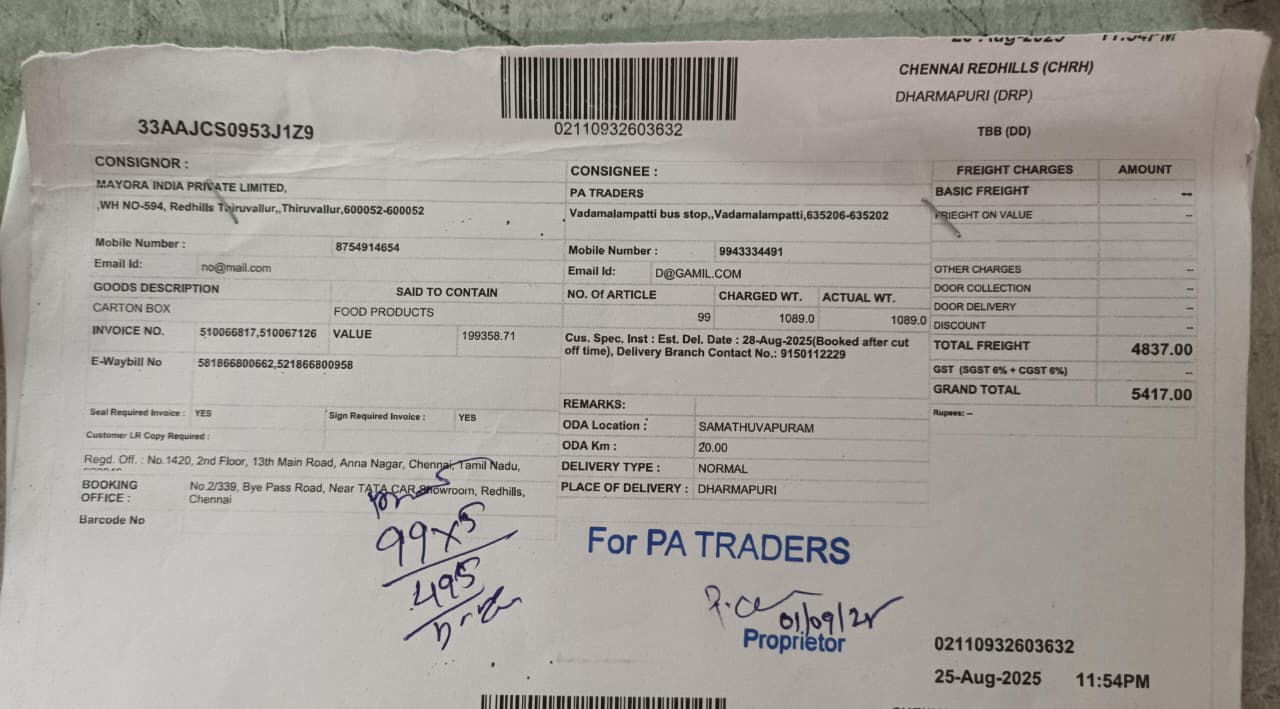 CHENNAI REDHILLS (CHRH)
DHARMAPURI (DRP)
33AAJCS0953J1Z9
02110932603632
TBB (DD)
CONSIGNOR :
MAYORA INDIA PRIVATE LIMITED,
,WH NO-594, Redhills Thiruvallur,,Thiruvallur,600052-600052
Mobile Number : 8754914654
Email Id: no@mail.com
GOODS DESCRIPTION SAID TO CONTAIN
CARTON BOX FOOD PRODUCTS
INVOICE NO. 510066817,510067126 VALUE 199358.71
E-Waybill No 581866800662,521866800958
Seal Required Invoice : YES Sign Required Invoice : YES
Customer LR Copy Required :
Regd. Off. : No.1420, 2nd Floor, 13th Main Road, Anna Nagar, Chennai, Tamil Nadu,
BOOKING OFFICE : No.2/339, Bye Pass Road, Near TATA CAR Showroom, Redhills,
Chennai
Barcode No
CONSIGNEE :
PA TRADERS
Vadamalampatti bus stop,,Vadamalampatti,635206-635202
Mobile Number : 9943334491
Email Id: D@GAMIL.COM
NO. Of ARTICLE CHARGED WT. ACTUAL WT.
99 1089.0 1089.0
Cus. Spec. Inst : Est. Del. Date : 28-Aug-2025(Booked after cut
off time), Delivery Branch Contact No.: 9150112229
REMARKS:
ODA Location : SAMATHUVAPURAM
ODA Km : 20.00
DELIVERY TYPE : NORMAL
PLACE OF DELIVERY : DHARMAPURI
FREIGHT CHARGES AMOUNT
BASIC FREIGHT --
FRIEGHT ON VALUE --
OTHER CHARGES --
DOOR COLLECTION --
DOOR DELIVERY --
DISCOUNT --
TOTAL FREIGHT 4837.00
GST (SGST 6% + CGST 6%) --
GRAND TOTAL 5417.00
Rupees: --
99x5
495
For PA TRADERS
01/09/25
Proprietor
02110932603632
25-Aug-2025 11:54PM